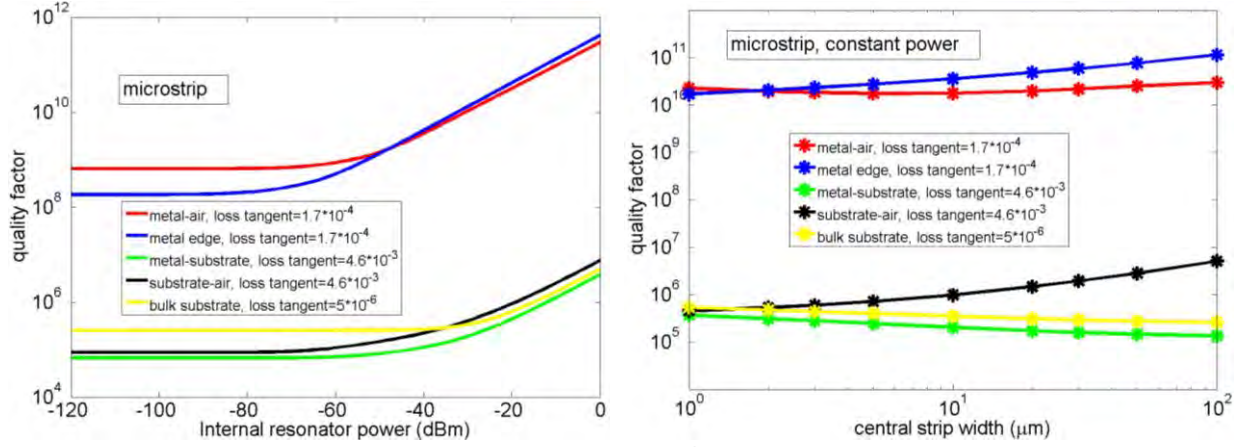 10^12
10^10
10^8
10^6
10^4
quality factor
microstrip
metal-air, loss tangent=1.7*10^-4
metal edge, loss tangent=1.7*10^-4
metal-substrate, loss tangent=4.6*10^-3
substrate-air, loss tangent=4.6*10^-3
bulk substrate, loss tangent=5*10^-6
-120 -100 -80 -60 -40 -20 0
Internal resonator power (dBm)
microstrip, constant power
10^11
10^10
10^9
10^8
10^7
10^6
10^5
quality factor
metal-air, loss tangent=1.7*10^-4
metal edge, loss tangent=1.7*10^-4
metal-substrate, loss tangent=4.6*10^-3
substrate-air, loss tangent=4.6*10^-3
bulk substrate, loss tangent=5*10^-6
10^0 10^1 10^2
central strip width (μm)